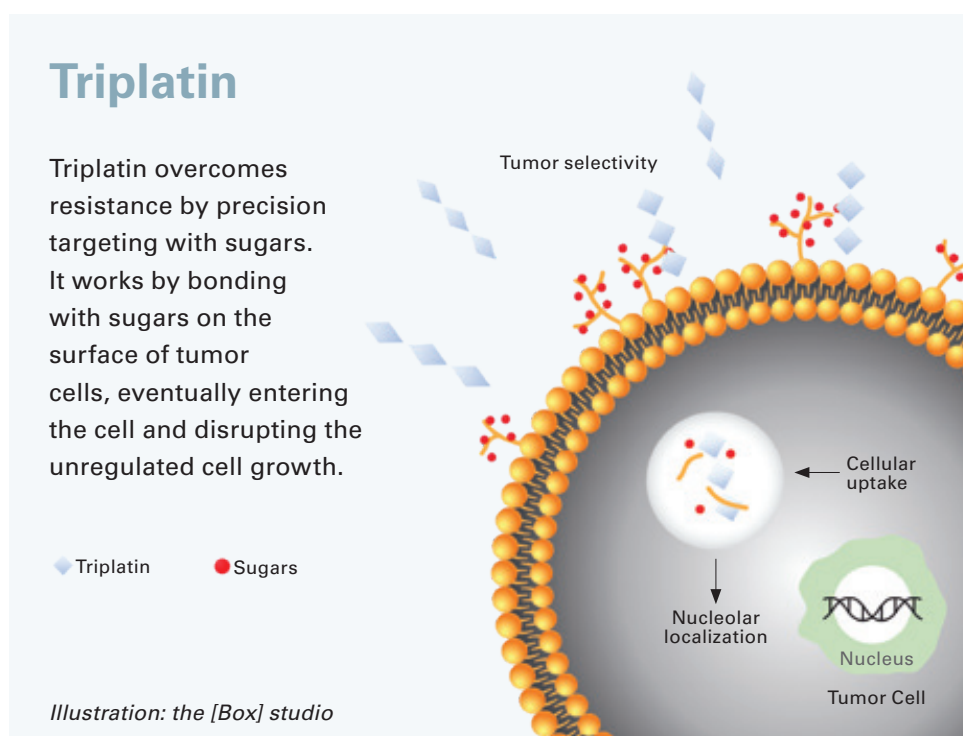 Triplatin
Triplatin overcomes
resistance by precision
targeting with sugars.
It works by bonding
with sugars on the
surface of tumor
cells, eventually entering
the cell and disrupting the
unregulated cell growth.
Triplatin
Sugars
Illustration: the [Box] studio
Tumor selectivity
Cellular
uptake
Nucleolar
localization
Nucleus
Tumor Cell